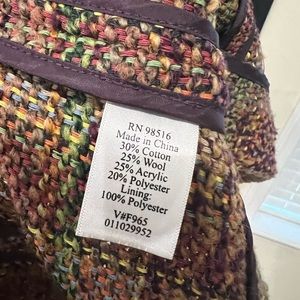 RN 98516
Made in China
30% Cotton
25% Wool
25% Acrylic
20% Polyester
Lining:
100% Polyester
V#F965
011029952